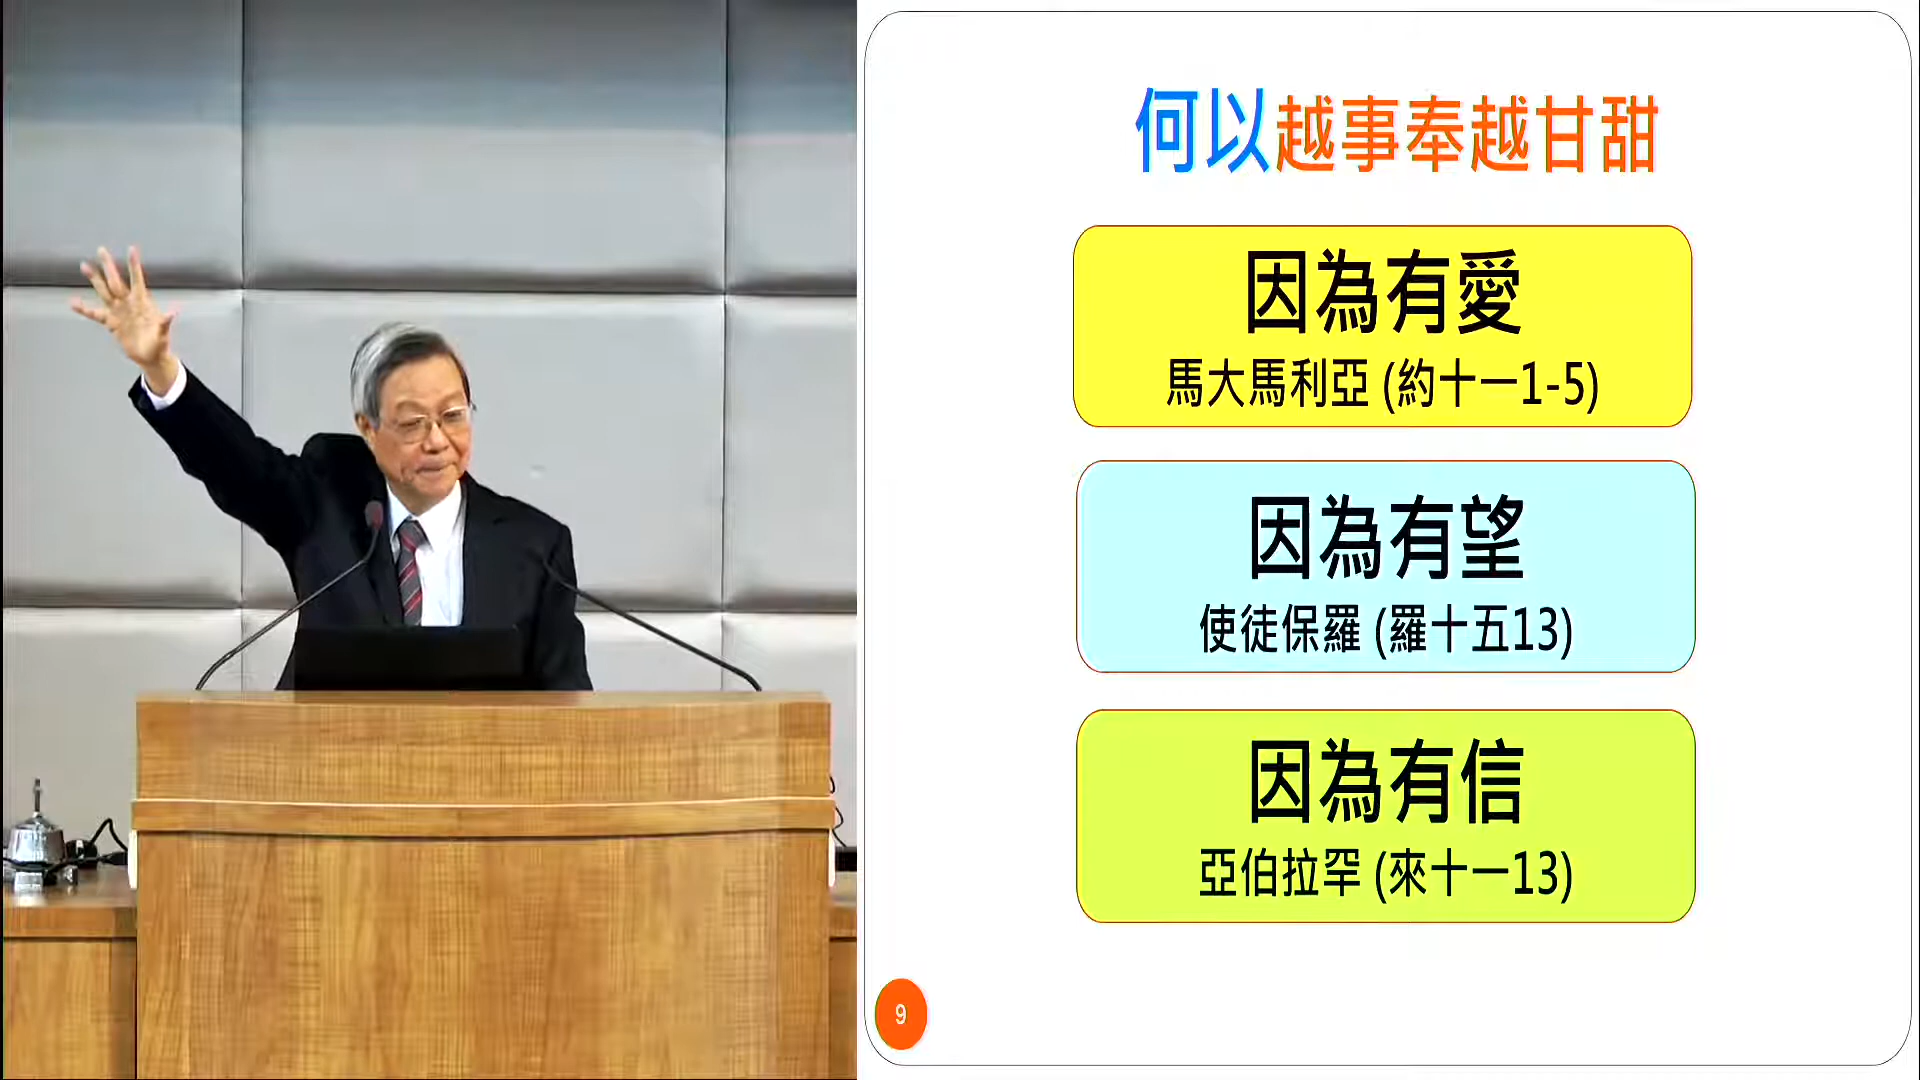 何以越事奉越甘甜
因為有愛
馬大馬利亞 (約十一1-5)
因為有望
使徒保羅 (羅十五13)
因為有信
亞伯拉罕 (來十一13)
9